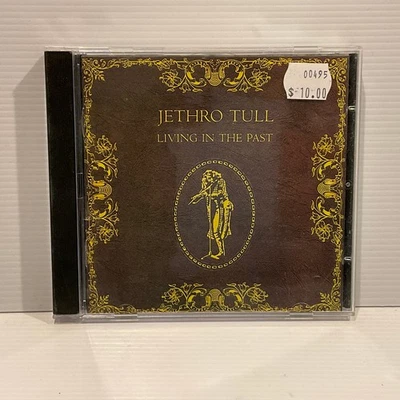 JETHRO TULL
LIVING IN THE PAST
00495
$ 10.00